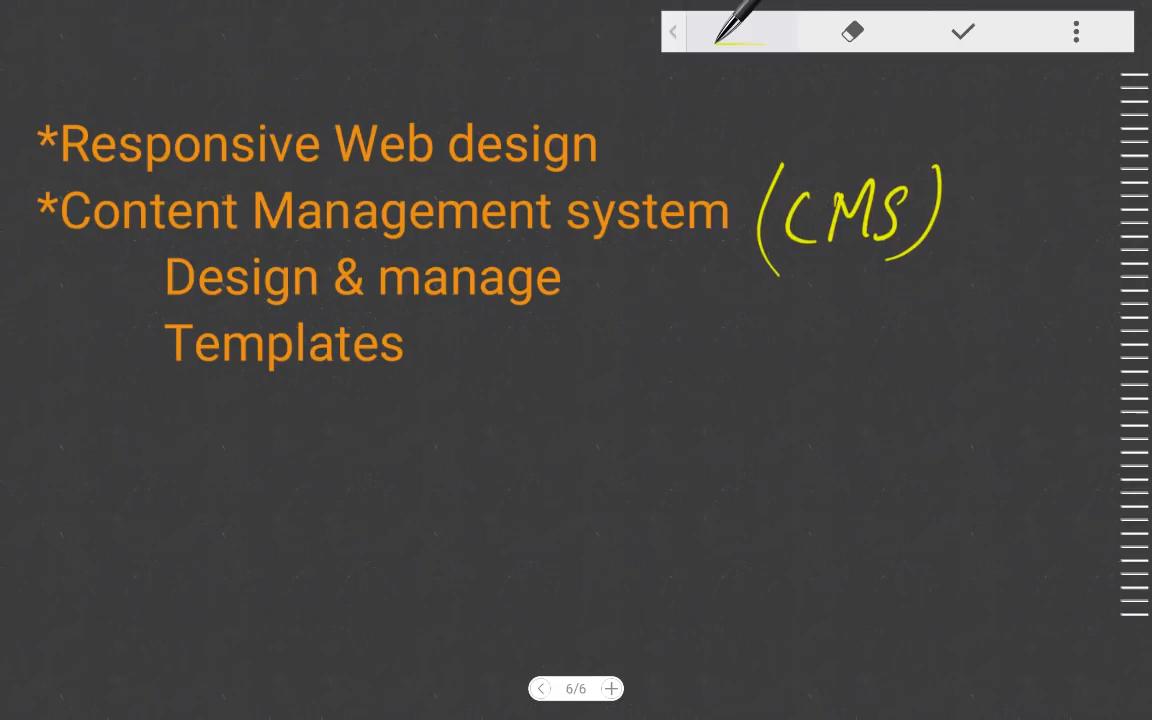 *Responsive Web design
*Content Management system (CMS)
Design & manage
Templates
6/6